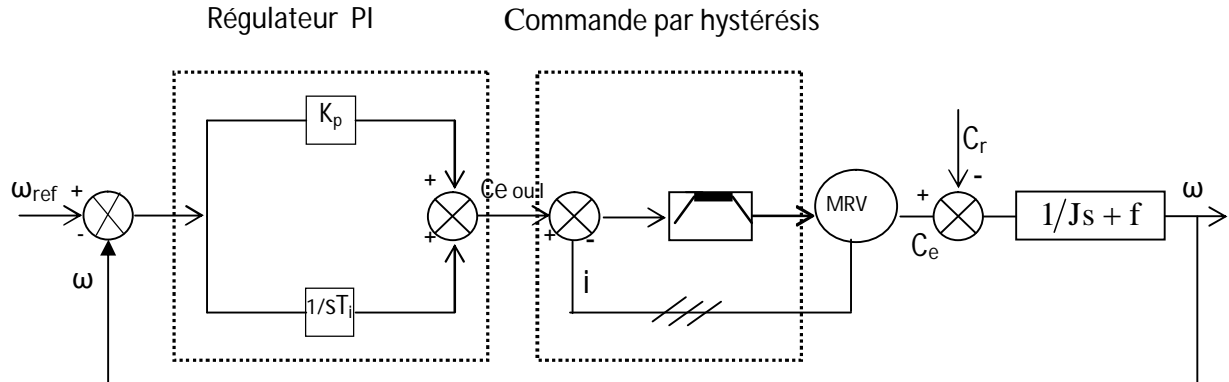 Régulateur PI
Commande par hystérésis
Kp
Cr
ωref
+
-
+
+
Ce ou I
+
-
MRV
+
-
Ce
1/Js + f
ω
ω
i
1/sTi